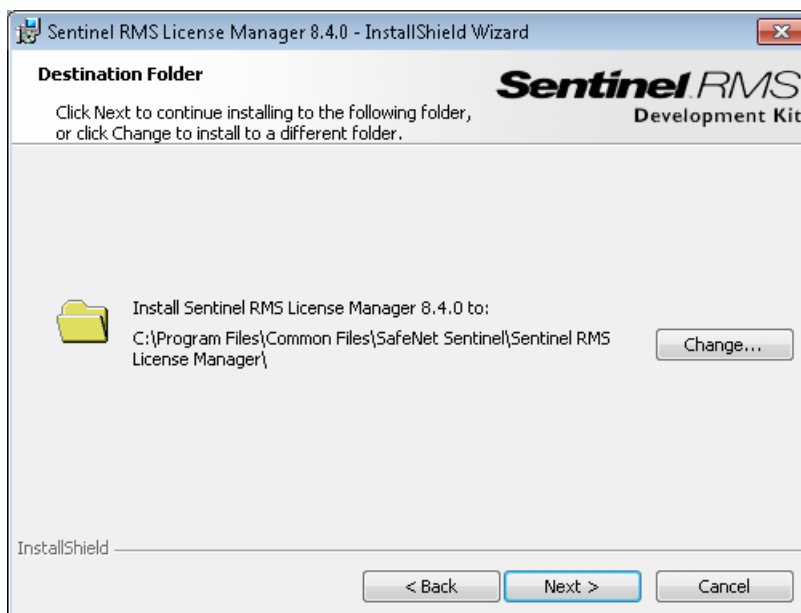 Sentinel RMS License Manager 8.4.0 - InstallShield Wizard
Destination Folder
Click Next to continue installing to the following folder,
or click Change to install to a different folder.
Sentinel RMS
Development Kit
Install Sentinel RMS License Manager 8.4.0 to:
C:\Program Files\Common Files\SafeNet Sentinel\Sentinel RMS
License Manager\
Change...
InstallShield
< Back
Next >
Cancel